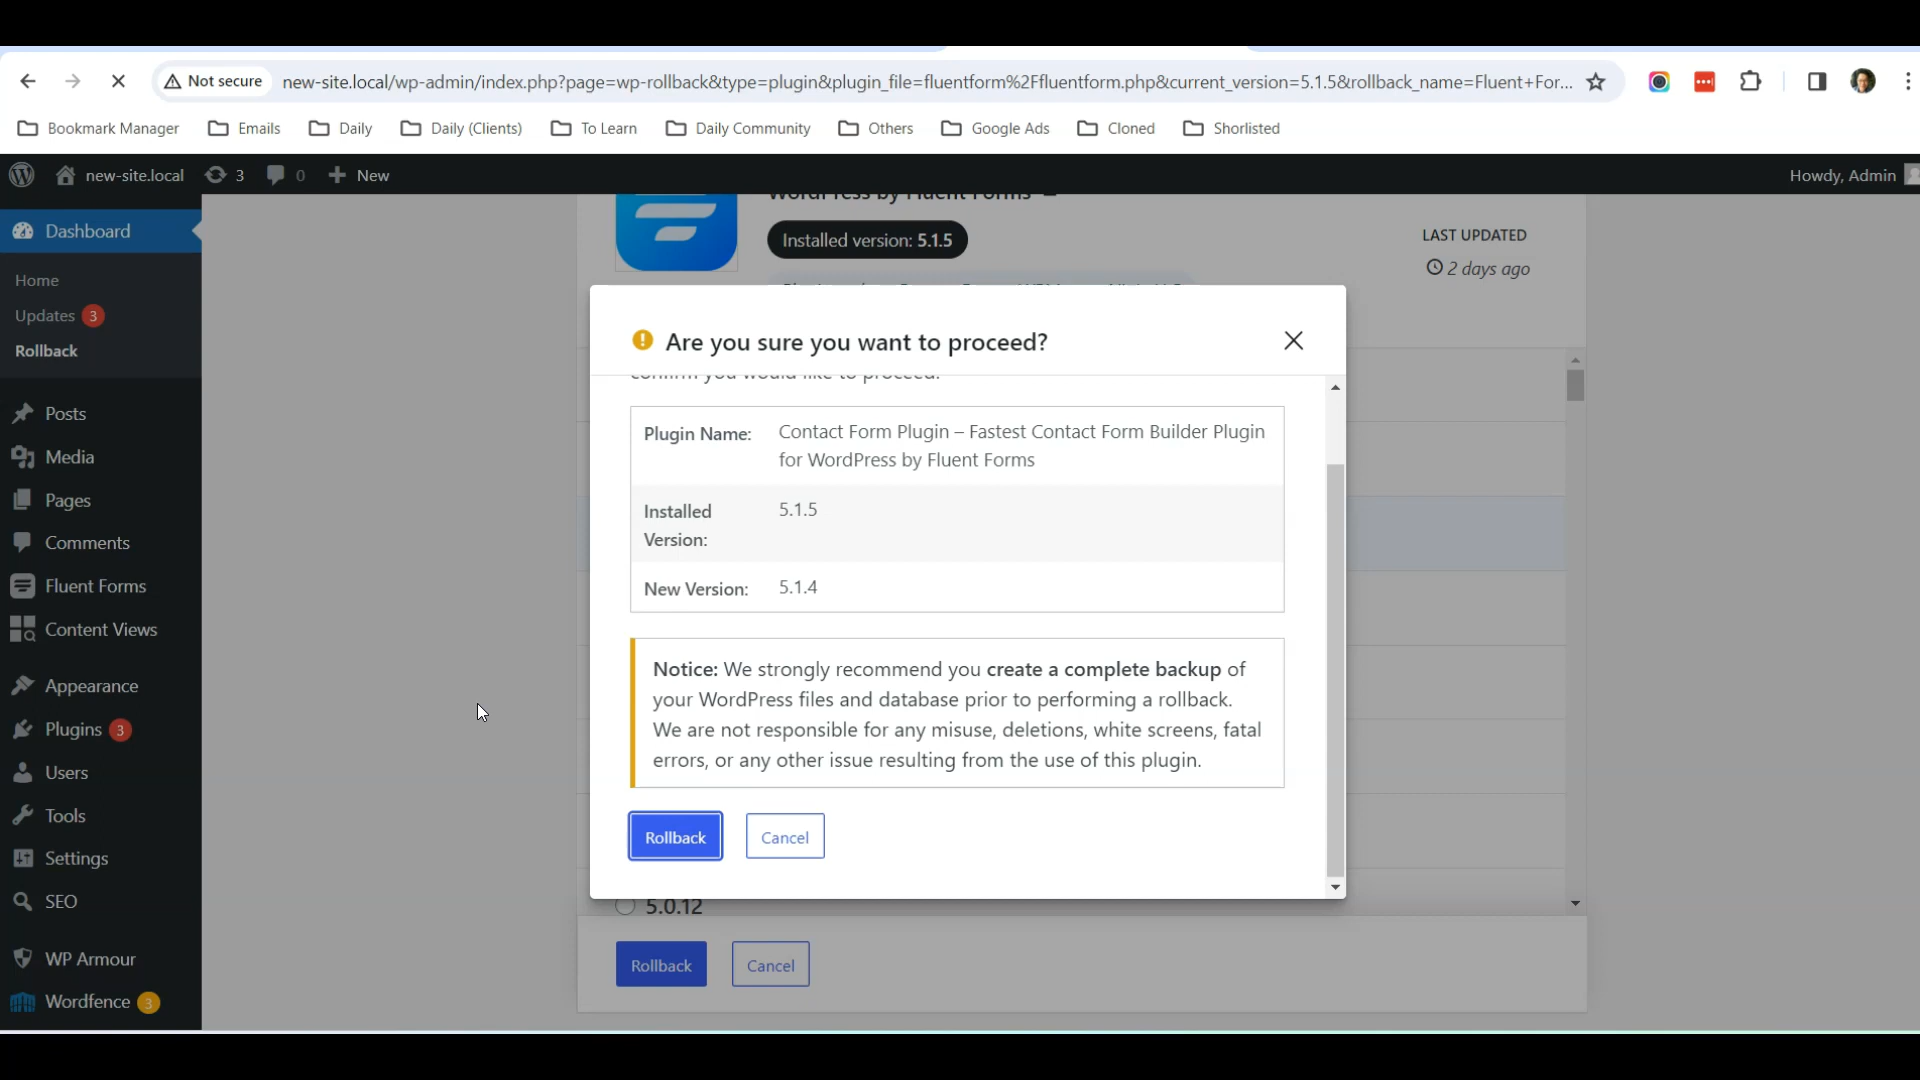 Not secure
new-site.local/wp-admin/index.php?page=wp-rollback&type=plugin&plugin_file=fluentform%2Ffluentform.php&current_version=5.1.5&rollback_name=Fluent+For...
Bookmark Manager
Emails
Daily
Daily (Clients)
To Learn
Daily Community
Others
Google Ads
Cloned
Shorlisted
new-site.local
3
0
New
Howdy, Admin
Dashboard
Home
Updates 3
Rollback
Posts
Media
Pages
Comments
Fluent Forms
Content Views
Appearance
Plugins 3
Users
Tools
Settings
SEO
WP Armour
Wordfence 3
WordPress by Fluent Forms
Installed version: 5.1.5
LAST UPDATED
2 days ago
Are you sure you want to proceed?
confirm you would like to proceed.
Plugin Name:
Contact Form Plugin – Fastest Contact Form Builder Plugin
for WordPress by Fluent Forms
Installed
Version:
5.1.5
New Version:
5.1.4
Notice: We strongly recommend you create a complete backup of
your WordPress files and database prior to performing a rollback.
We are not responsible for any misuse, deletions, white screens, fatal
errors, or any other issue resulting from the use of this plugin.
Rollback
Cancel
5.0.12
Rollback
Cancel